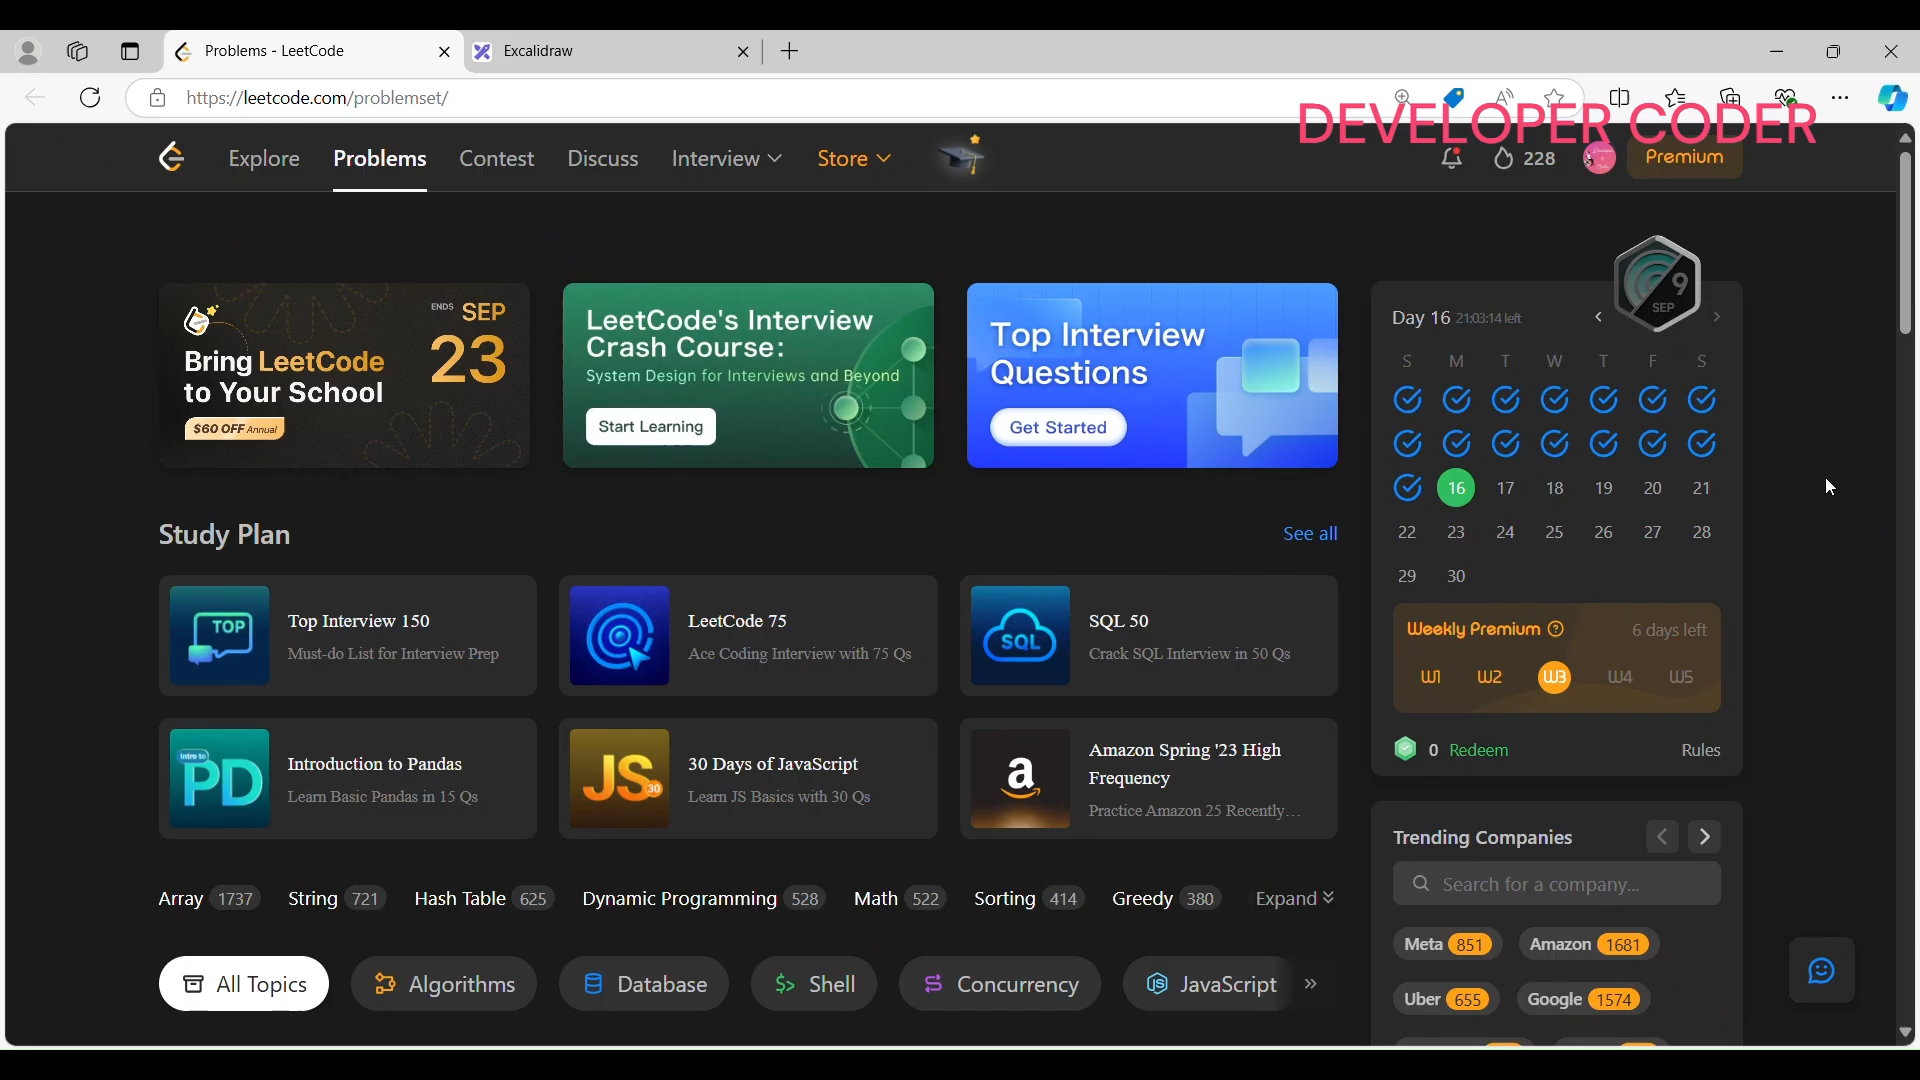 Problems - LeetCode
Excalidraw
https://leetcode.com/problemset/
DEVELOPER CODER
Explore
Problems
Contest
Discuss
Interview
Store
228
Premium
ENDS SEP
23
Bring LeetCode
to Your School
$60 OFF Annual
LeetCode's Interview
Crash Course:
System Design for Interviews and Beyond
Start Learning
Top Interview
Questions
Get Started
9
SEP
Day 16 21:03:14 left
S M T W T F S
16 17 18 19 20 21
22 23 24 25 26 27 28
29 30
Weekly Premium
6 days left
W1 W2 W3 W4 W5
0 Redeem
Rules
Study Plan
See all
TOP
Top Interview 150
Must-do List for Interview Prep
LeetCode 75
Ace Coding Interview with 75 Qs
SQL
SQL 50
Crack SQL Interview in 50 Qs
Intro to
PD
Introduction to Pandas
Learn Basic Pandas in 15 Qs
JS
30
30 Days of JavaScript
Learn JS Basics with 30 Qs
a
Amazon Spring '23 High
Frequency
Practice Amazon 25 Recently...
Array 1737 String 721 Hash Table 625 Dynamic Programming 528 Math 522 Sorting 414 Greedy 380 Expand
All Topics
Algorithms
Database
Shell
Concurrency
JavaScript
Trending Companies
Search for a company...
Meta 851 Amazon 1681
Uber 655 Google 1574